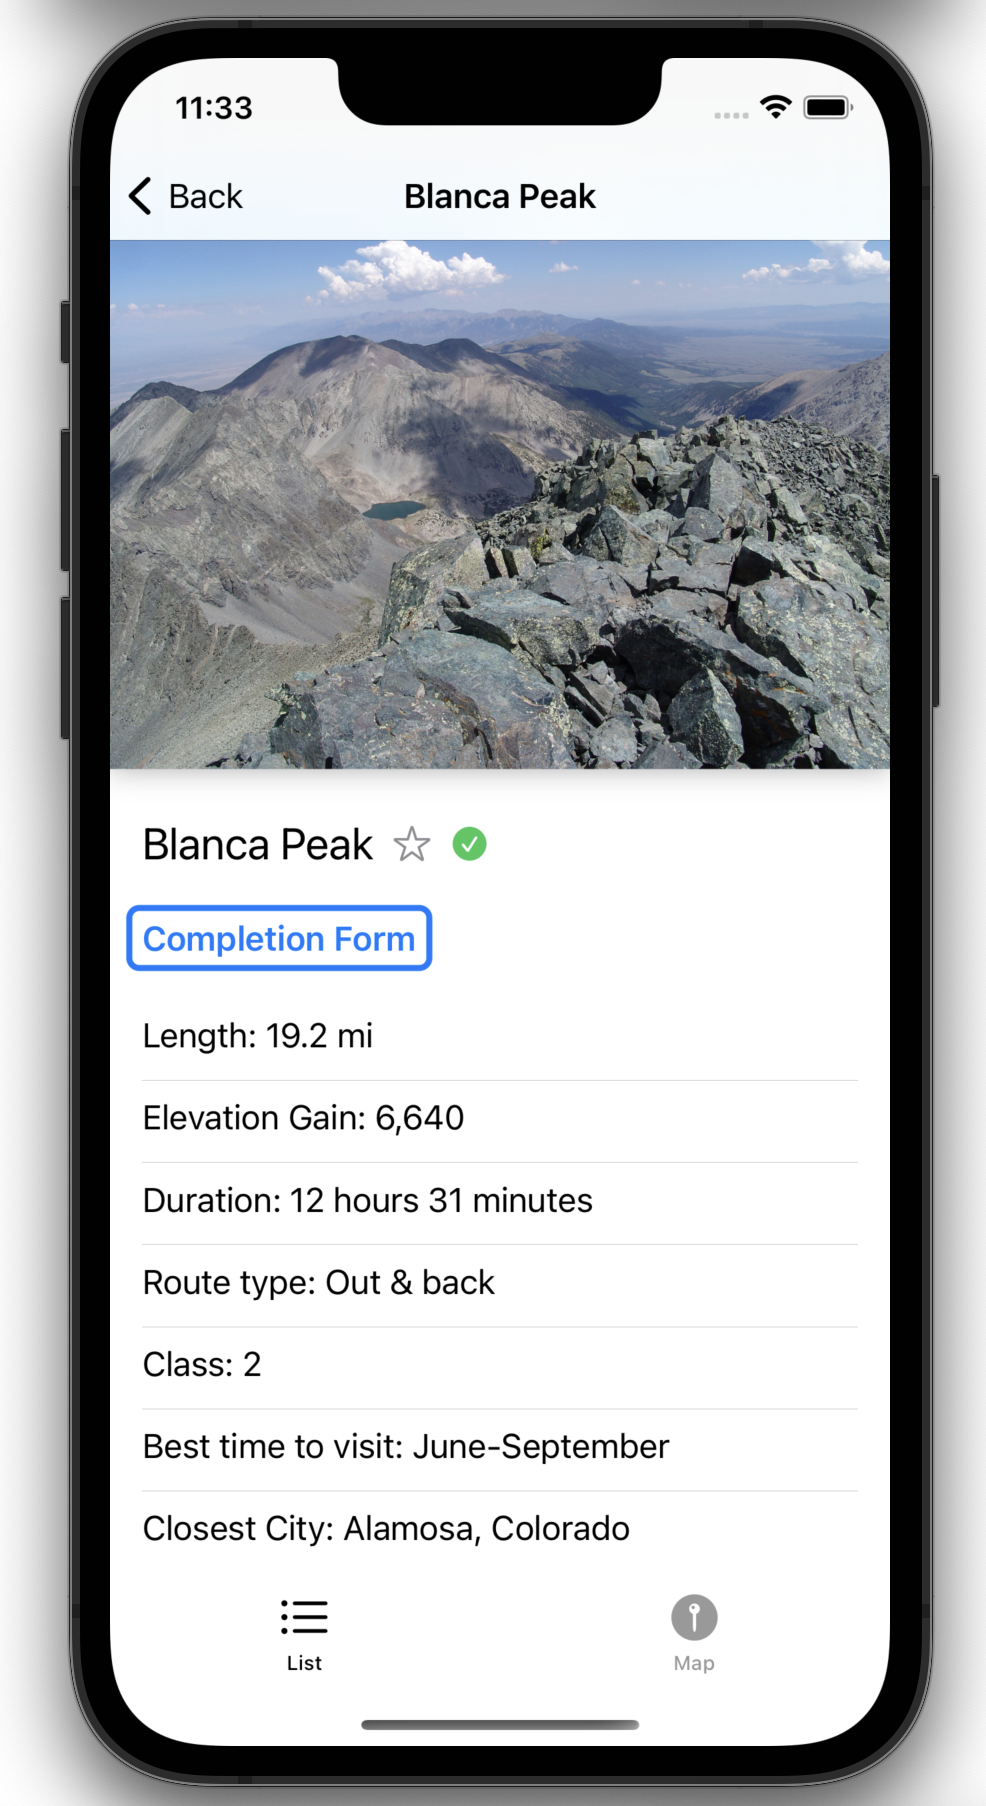 11:33
Back
Blanca Peak
Blanca Peak
Completion Form
Length: 19.2 mi
Elevation Gain: 6,640
Duration: 12 hours 31 minutes
Route type: Out & back
Class: 2
Best time to visit: June-September
Closest City: Alamosa, Colorado
List
Map